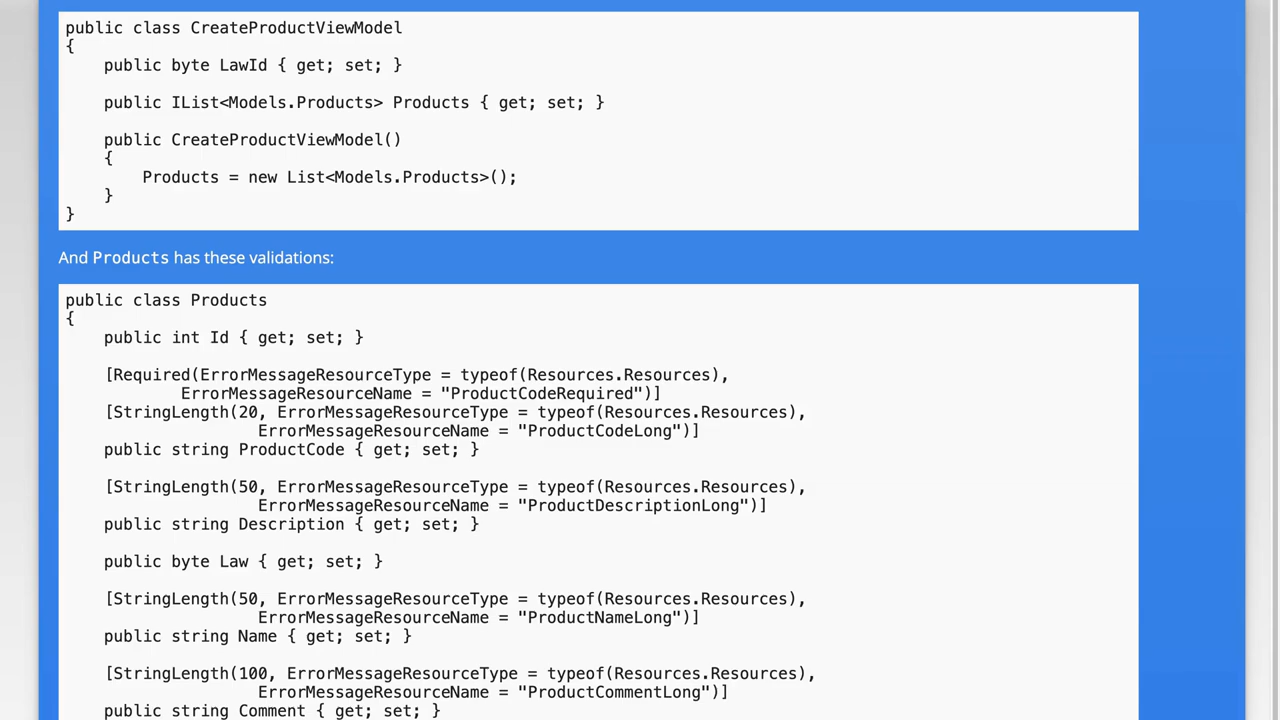 public class CreateProductViewModel
{
    public byte LawId { get; set; }
    public IList<Models.Products> Products { get; set; }
    public CreateProductViewModel()
    {
        Products = new List<Models.Products>();
    }
}
And Products has these validations:
public class Products
{
    public int Id { get; set; }
    [Required(ErrorMessageResourceType = typeof(Resources.Resources),
            ErrorMessageResourceName = "ProductCodeRequired")]
    [StringLength(20, ErrorMessageResourceType = typeof(Resources.Resources),
                    ErrorMessageResourceName = "ProductCodeLong")]
    public string ProductCode { get; set; }
    [StringLength(50, ErrorMessageResourceType = typeof(Resources.Resources),
                    ErrorMessageResourceName = "ProductDescriptionLong")]
    public string Description { get; set; }
    public byte Law { get; set; }
    [StringLength(50, ErrorMessageResourceType = typeof(Resources.Resources),
                    ErrorMessageResourceName = "ProductNameLong")]
    public string Name { get; set; }
    [StringLength(100, ErrorMessageResourceType = typeof(Resources.Resources),
                    ErrorMessageResourceName = "ProductCommentLong")]
    public string Comment { get; set; }